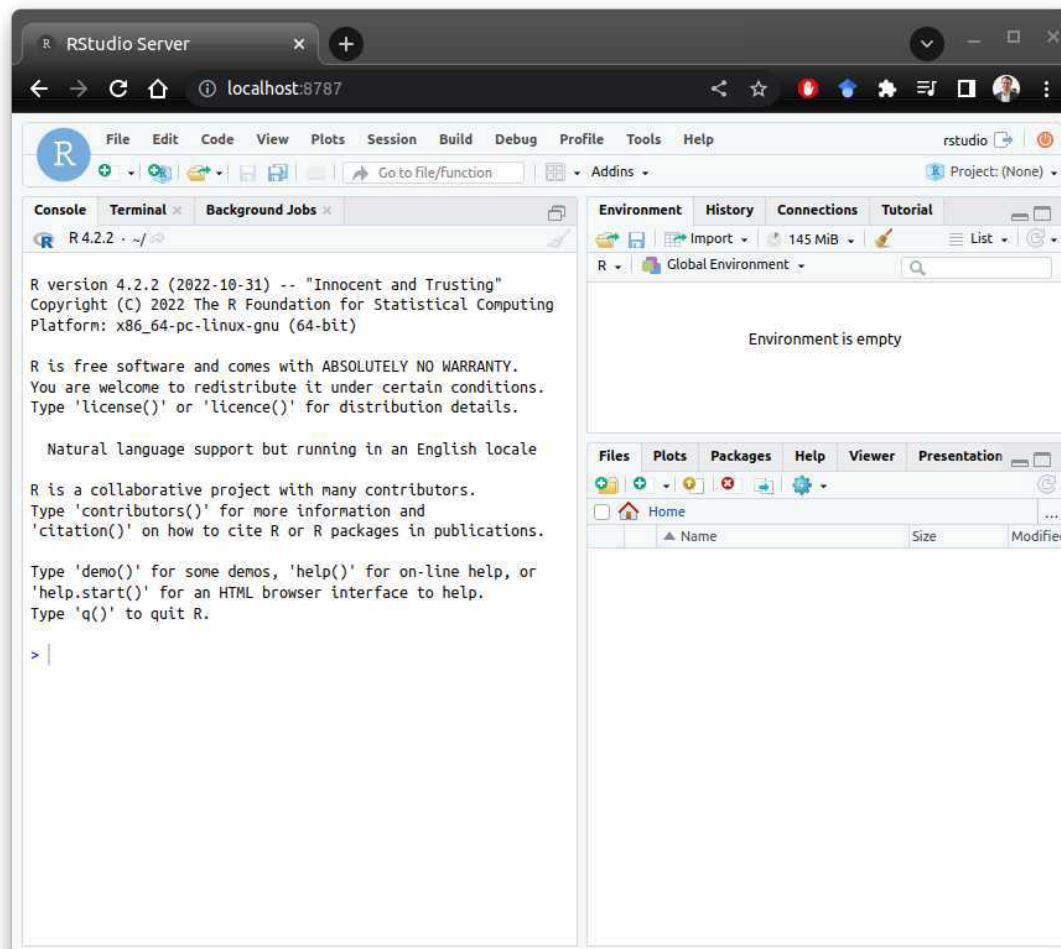 R RStudio Server
localhost:8787
R
File Edit Code View Plots Session Build Debug Profile Tools Help
rstudio
Go to file/function
Addins
R Project: (None)
Console Terminal Background Jobs
R R 4.2.2 · ~/
R version 4.2.2 (2022-10-31) -- "Innocent and Trusting"
Copyright (C) 2022 The R Foundation for Statistical Computing
Platform: x86_64-pc-linux-gnu (64-bit)
R is free software and comes with ABSOLUTELY NO WARRANTY.
You are welcome to redistribute it under certain conditions.
Type 'license()' or 'licence()' for distribution details.
Natural language support but running in an English locale
R is a collaborative project with many contributors.
Type 'contributors()' for more information and
'citation()' on how to cite R or R packages in publications.
Type 'demo()' for some demos, 'help()' for on-line help, or
'help.start()' for an HTML browser interface to help.
Type 'q()' to quit R.
>
Environment History Connections Tutorial
Import 145 MiB List
R Global Environment
Environment is empty
Files Plots Packages Help Viewer Presentation
Home ...
Name Size Modifie